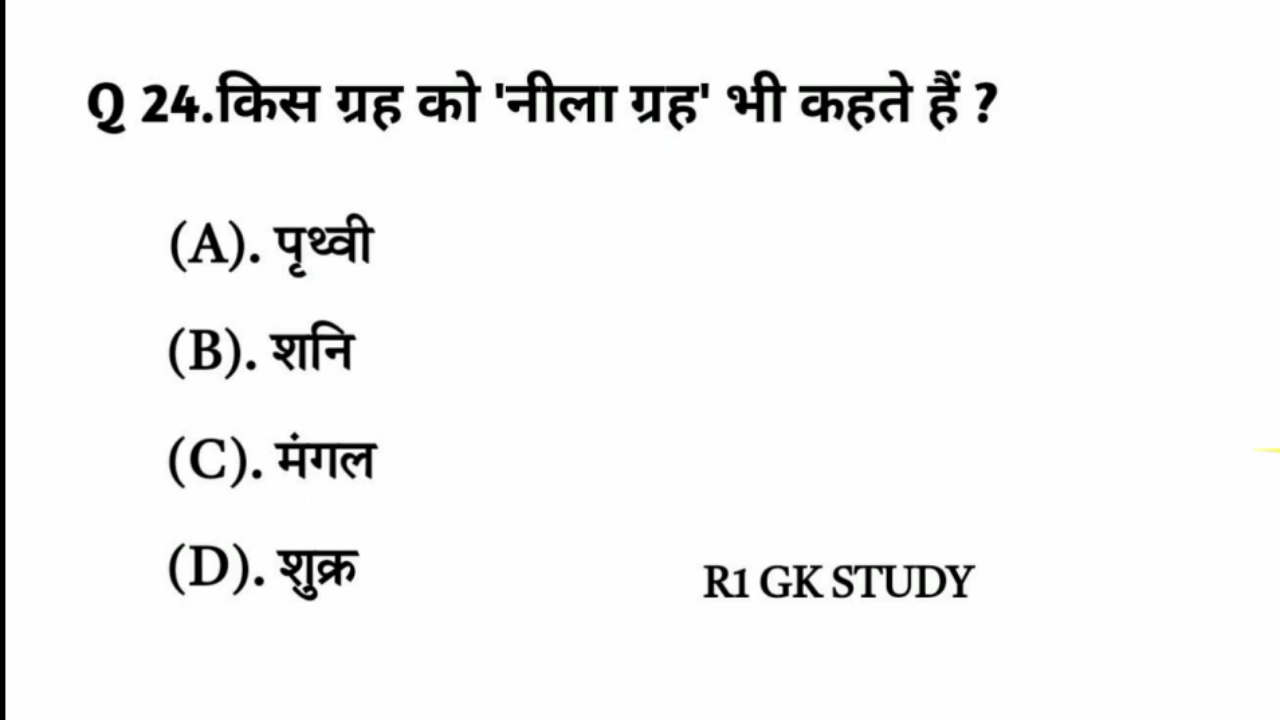 Q 24.किस ग्रह को 'नीला ग्रह' भी कहते हैं ?
(A). पृथ्वी
(B). शनि
(C). मंगल
(D). शुक्र
R1 GK STUDY